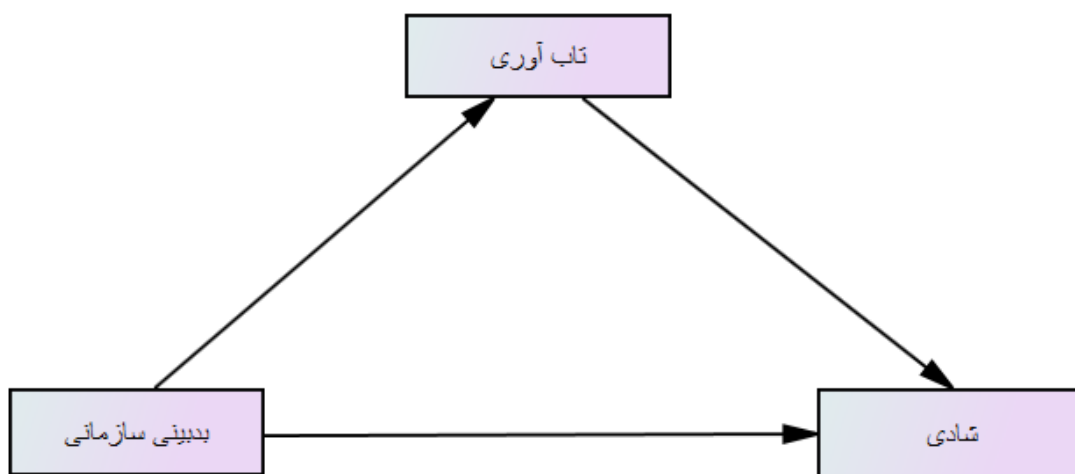 تاب آوری
بدبینی سازمانی
شادی